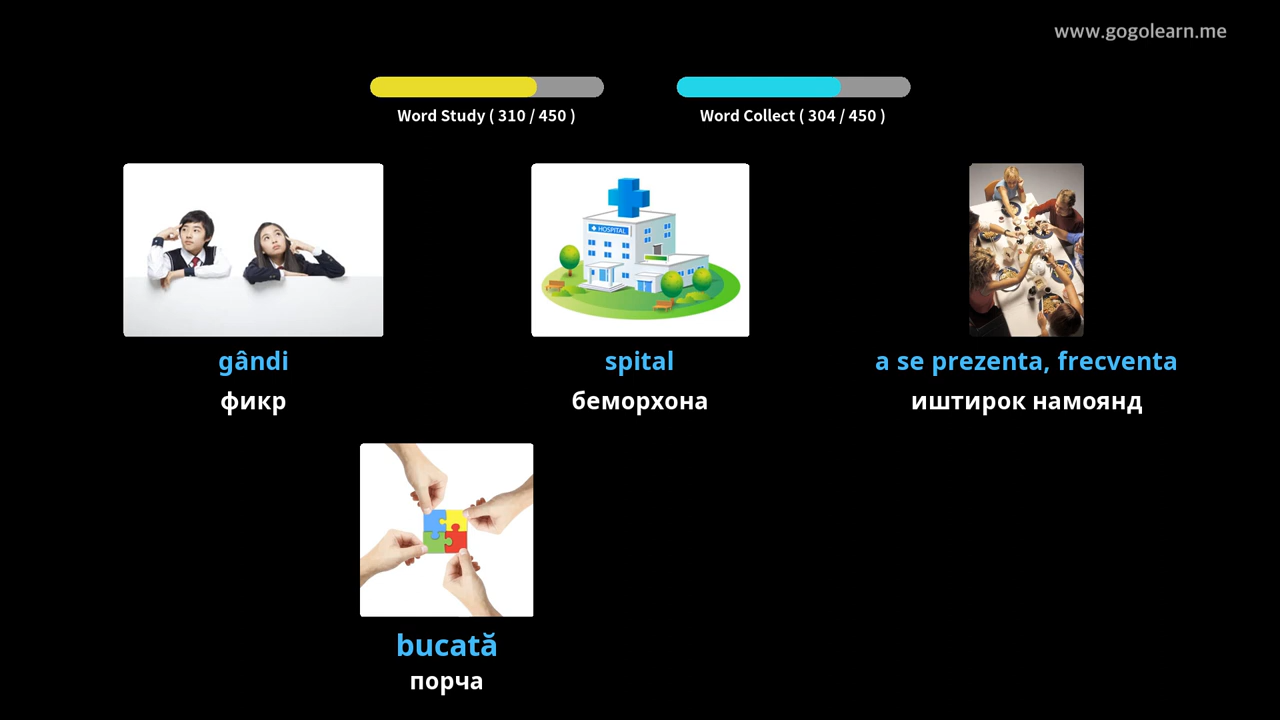 www.gogolearn.me
Word Study ( 310 / 450 )
Word Collect ( 304 / 450 )
HOSPITAL
gândi
spital
a se prezenta, frecventa
фикр
беморхона
иштирок намоянд
bucată
порча